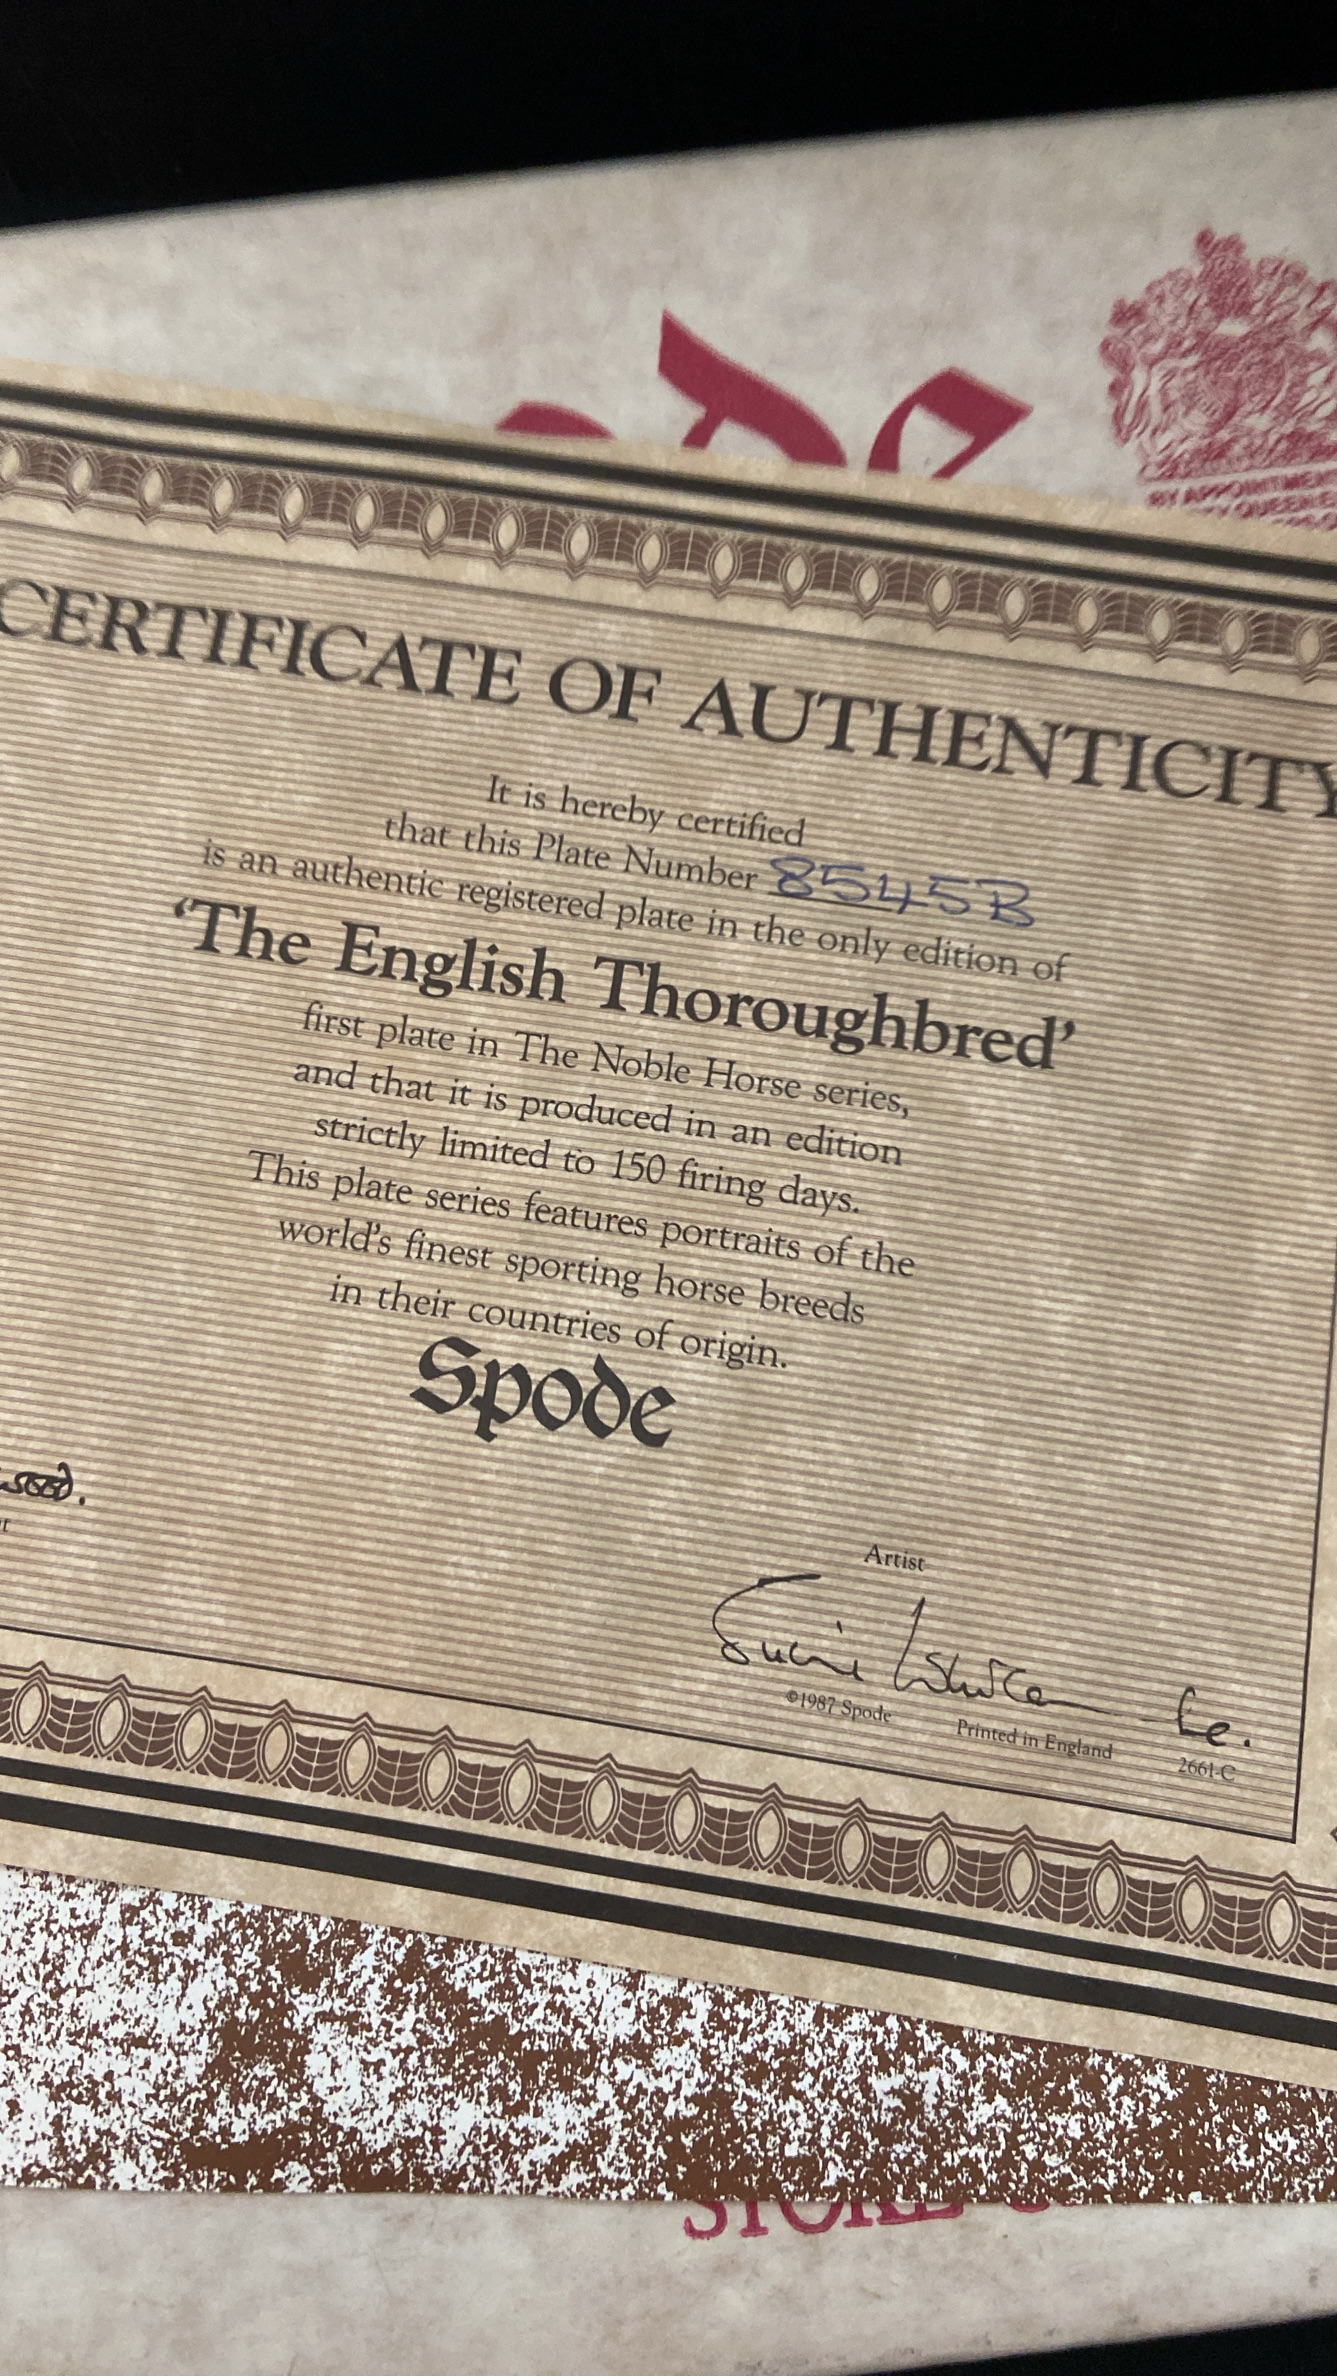 BY APPOINTMEN
Y QUEEN E
CERTIFICATE OF AUTHENTICITY
It is hereby certified
that this Plate Number 8545B
is an authentic registered plate in the only edition of
‘The English Thoroughbred’
first plate in The Noble Horse series,
and that it is produced in an edition
strictly limited to 150 firing days.
This plate series features portraits of the
world's finest sporting horse breeds
in their countries of origin.
Spode
Artist
©1987 Spode Printed in England 2661-C